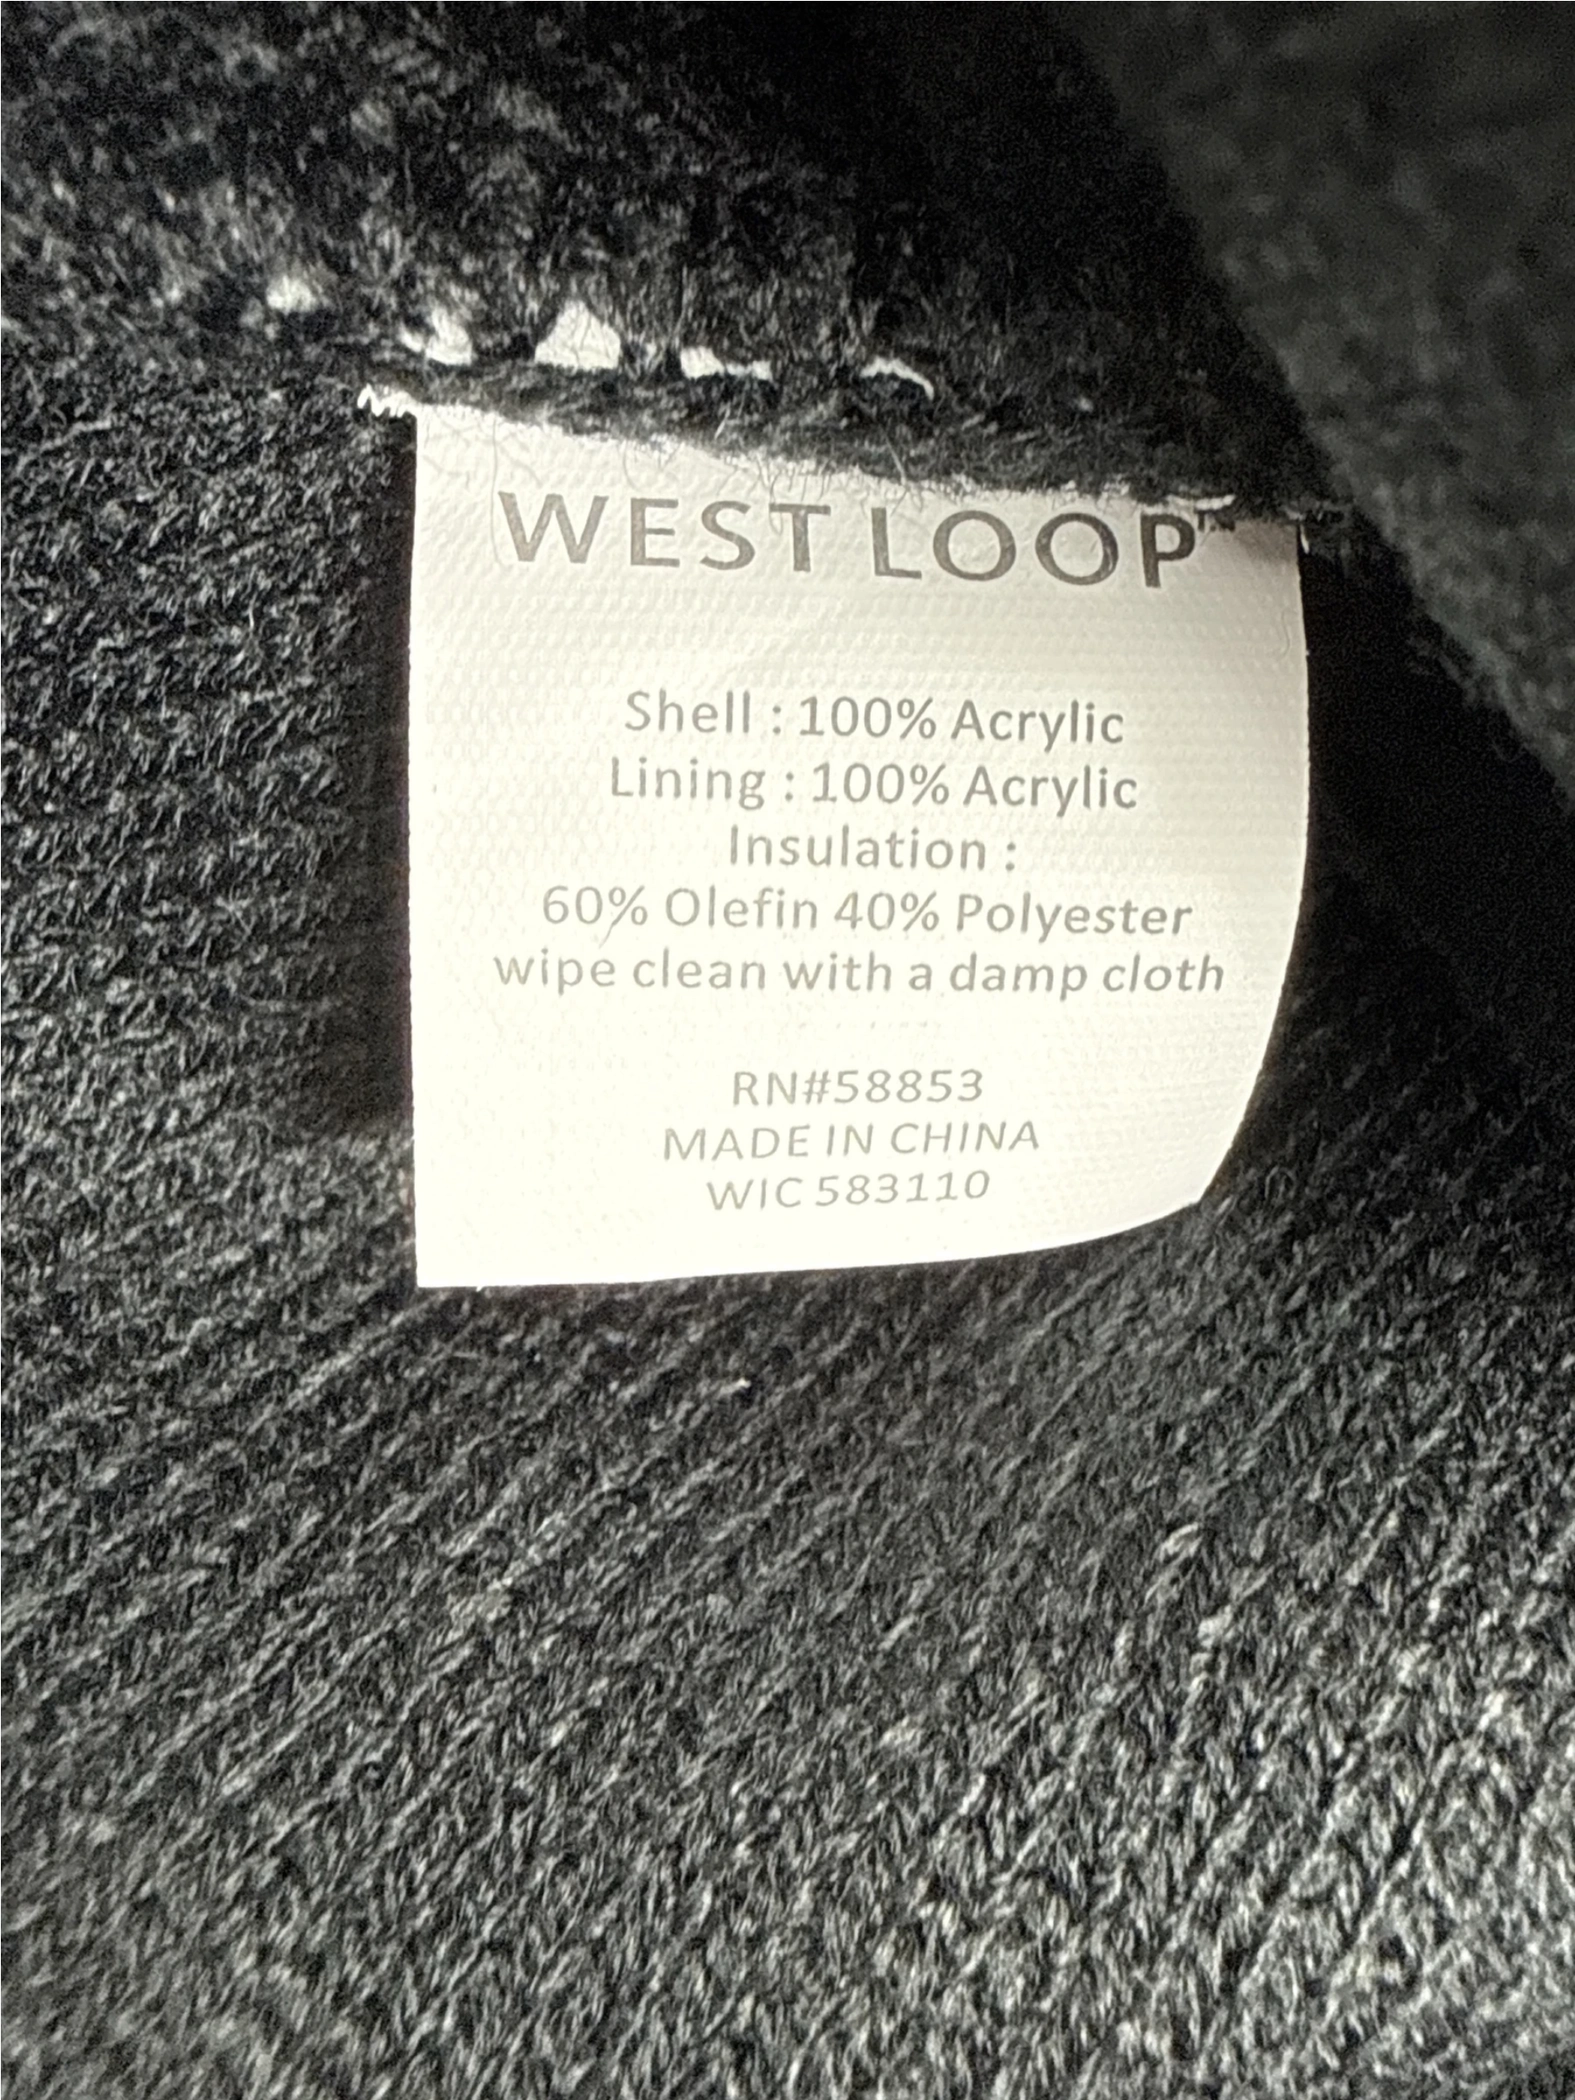 WEST LOOP™
Shell : 100% Acrylic
Lining : 100% Acrylic
Insulation :
60% Olefin 40% Polyester
wipe clean with a damp cloth
RN#58853
MADE IN CHINA
WIC 583110